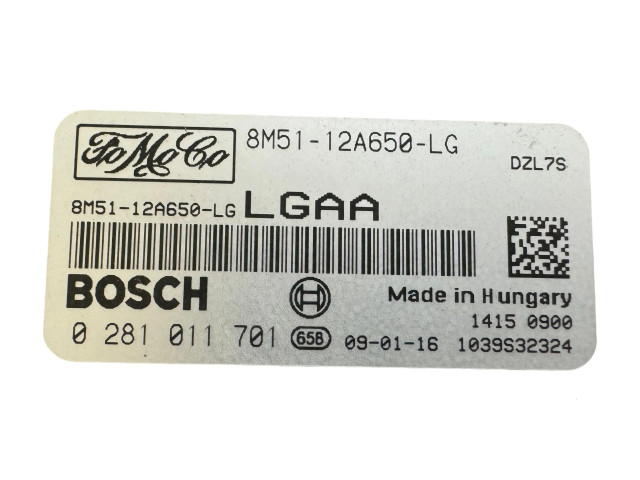 FoMoCo 8M51-12A650-LG
DZL7S
8M51-12A650-LG LGAA
BOSCH Made in Hungary
1415 0900
0 281 011 701 658 09-01-16 1039S32324